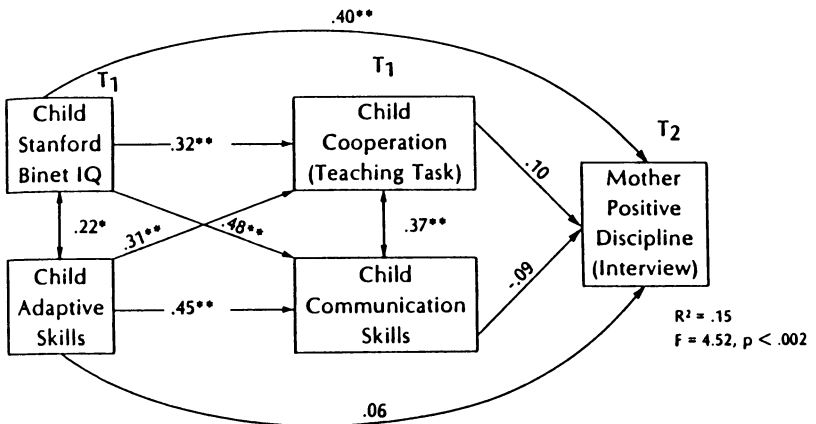 .40**
T1
T1
T2
Child
Stanford
Binet IQ
.32**
Child
Cooperation
(Teaching Task)
.10
Mother
Positive
Discipline
(Interview)
.22*
.31**
.48**
.37**
Child
Adaptive
Skills
.45**
Child
Communication
Skills
-.09
R² = .15
F = 4.52, p < .002
.06